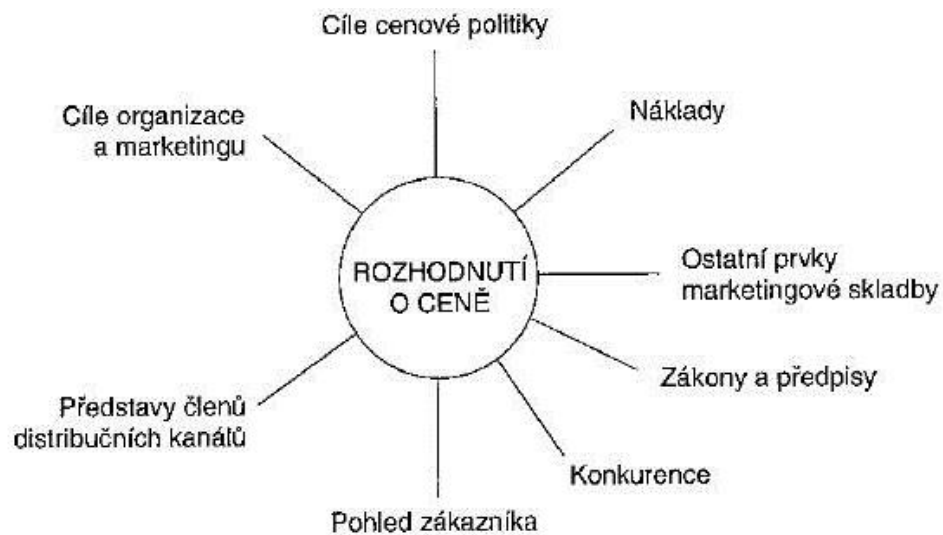 Cíle cenové politiky
Cíle organizace
a marketingu
Náklady
ROZHODNUTÍ
O CENĚ
Ostatní prvky
marketingové skladby
Zákony a předpisy
Představy členů
distribučních kanálů
Konkurence
Pohled zákazníka